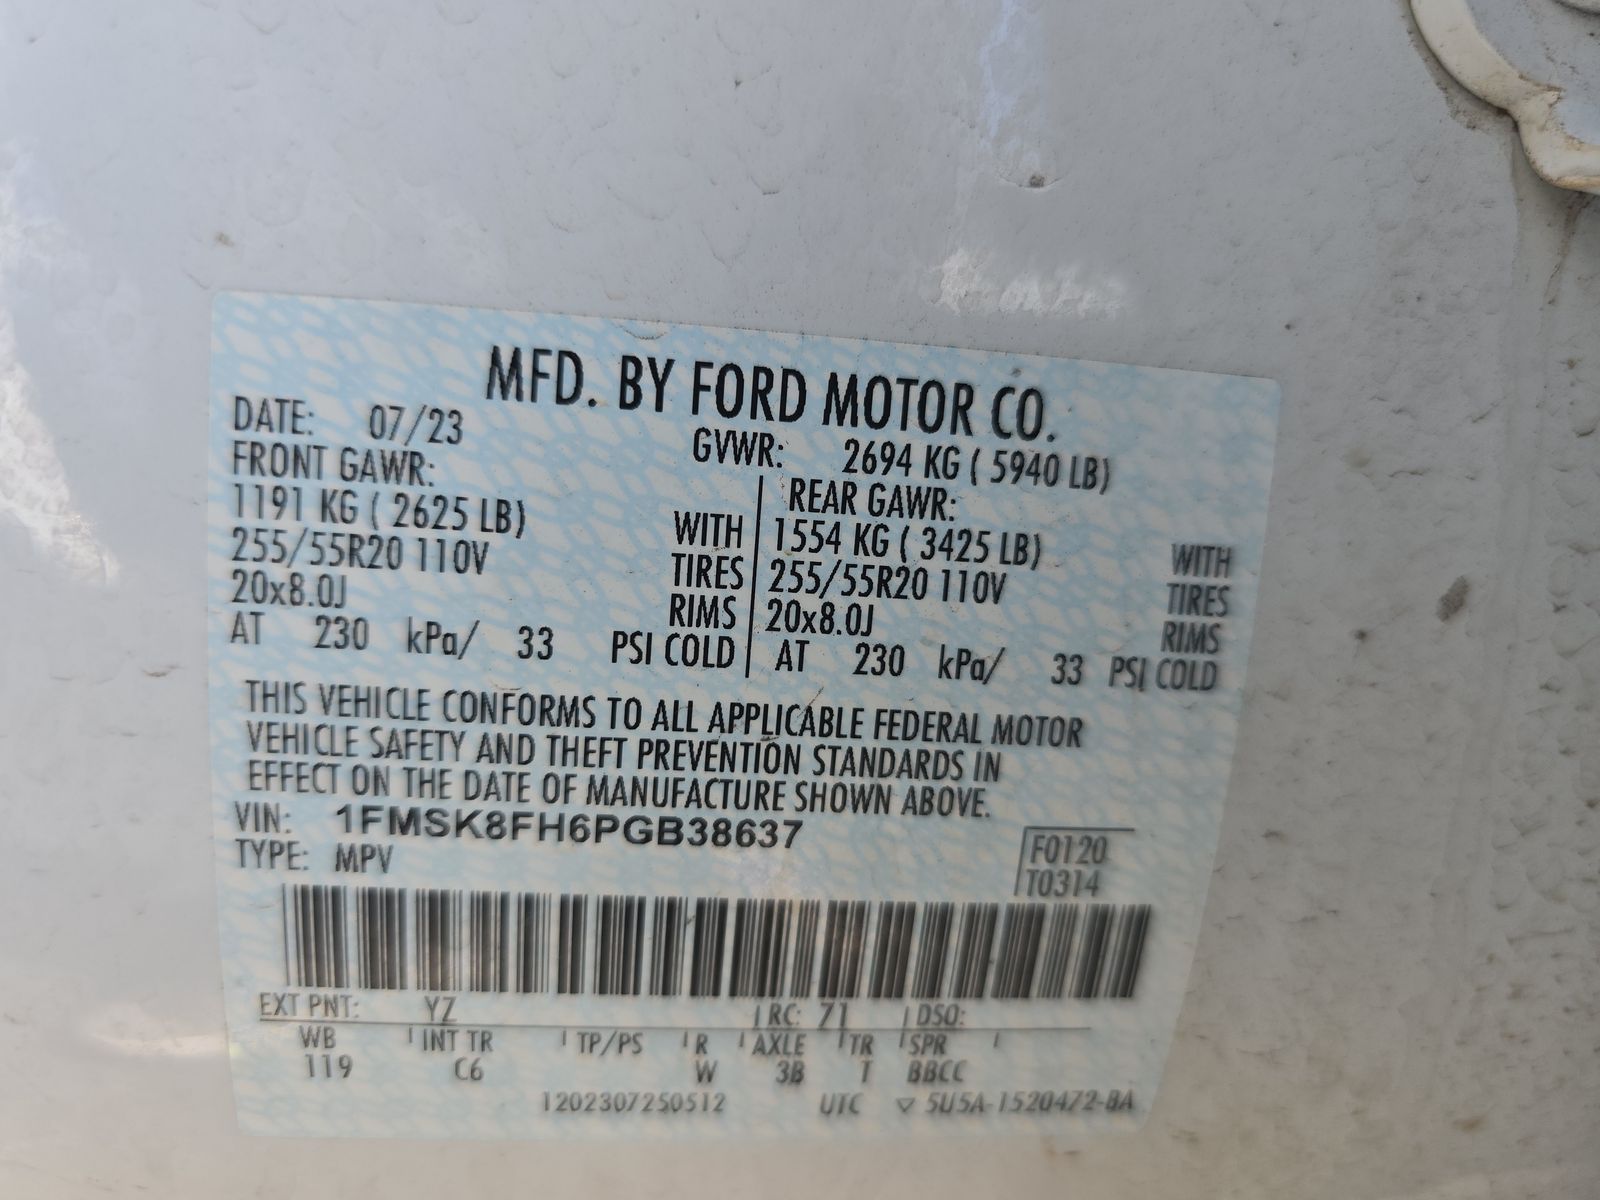 MFD. BY FORD MOTOR CO.
DATE: 07/23 GVWR: 2694 KG ( 5940 LB)
FRONT GAWR: REAR GAWR:
1191 KG ( 2625 LB) WITH 1554 KG ( 3425 LB) WITH
255/55R20 110V TIRES 255/55R20 110V TIRES
20x8.0J RIMS 20x8.0J RIMS
AT 230 kPa/ 33 PSI COLD AT 230 kPa/ 33 PSI COLD
THIS VEHICLE CONFORMS TO ALL APPLICABLE FEDERAL MOTOR
VEHICLE SAFETY AND THEFT PREVENTION STANDARDS IN
EFFECT ON THE DATE OF MANUFACTURE SHOWN ABOVE.
VIN: 1FMSK8FH6PGB38637
TYPE: MPV
F0120
T0314
EXT PNT: YZ RC: 71 DSO:
WB INT TR TP/PS R AXLE TR SPR
119 C6 W 3B T BBCC
1202307250512 UTC ▽ 5U5A-1520472-BA